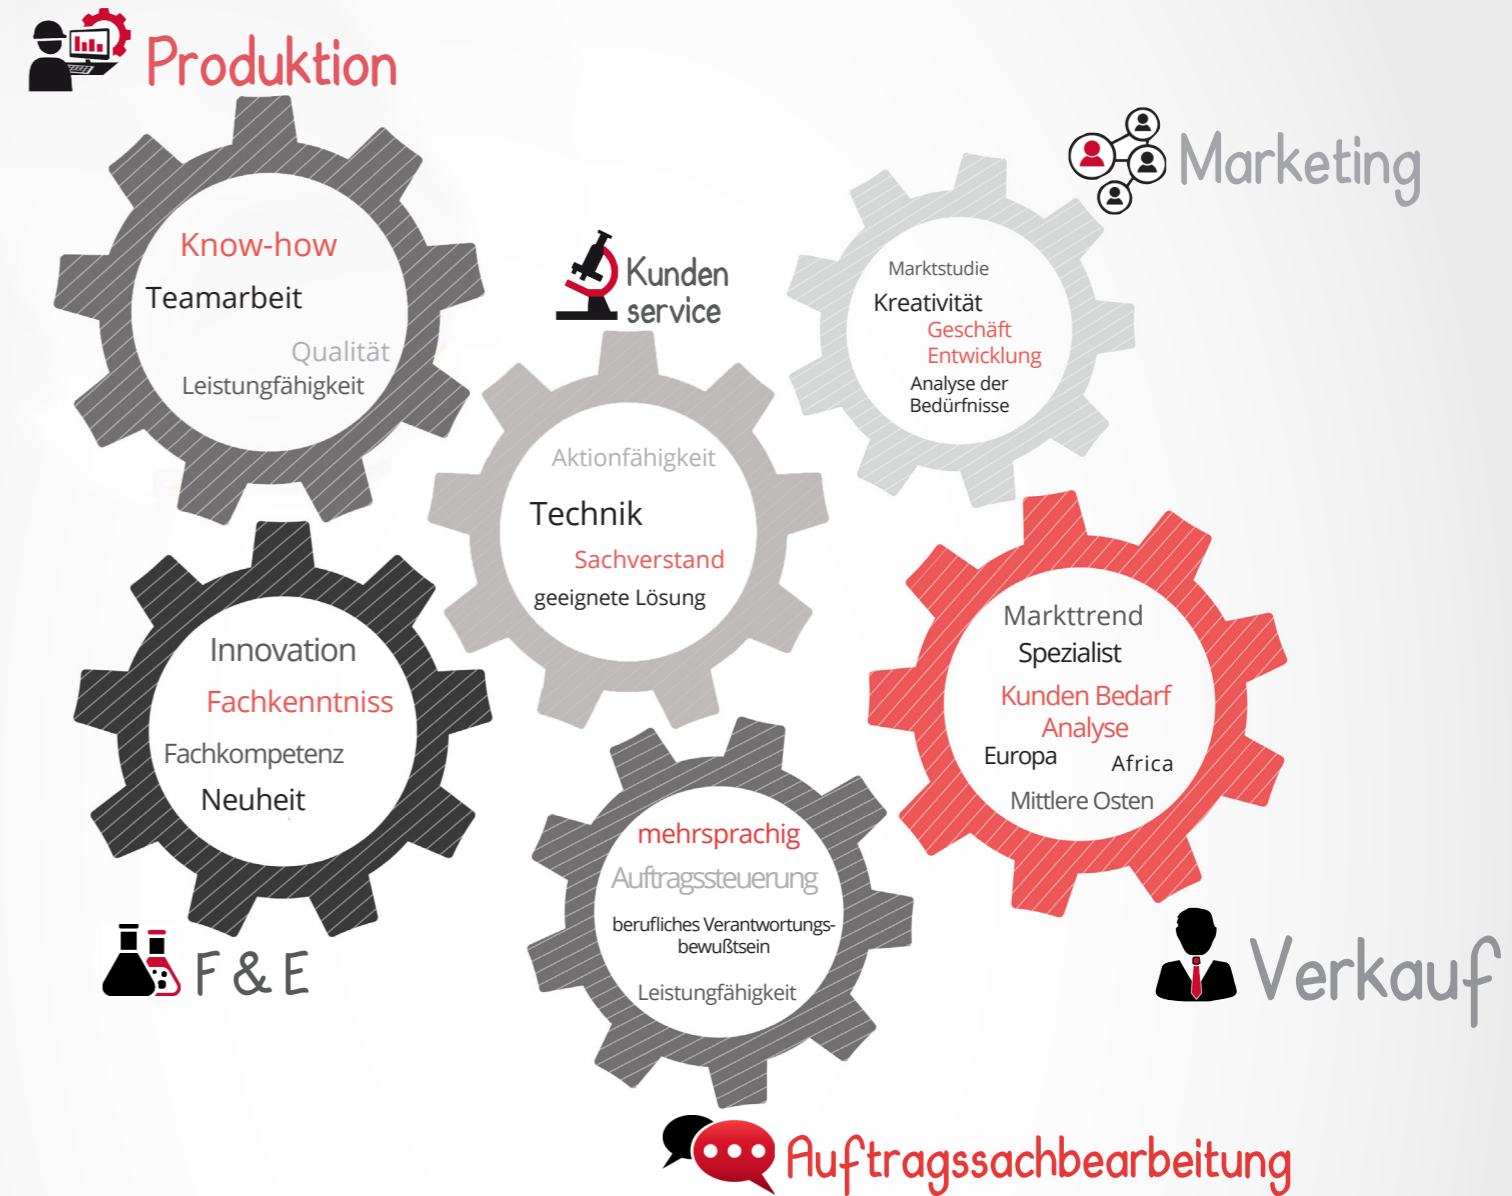 Produktion
Know-how
Teamarbeit
Qualität
Leistungfähigkeit
Kunden
service
Aktionfähigkeit
Technik
Sachverstand
geeignete Lösung
Marketing
Marktstudie
Kreativität
Geschäft
Entwicklung
Analyse der
Bedürfnisse
Innovation
Fachkenntniss
Fachkompetenz
Neuheit
F & E
mehrsprachig
Auftragssteuerung
berufliches Verantwortungs-
bewußtsein
Leistungfähigkeit
Auftragssachbearbeitung
Markttrend
Spezialist
Kunden Bedarf
Analyse
Europa Africa
Mittlere Osten
Verkauf